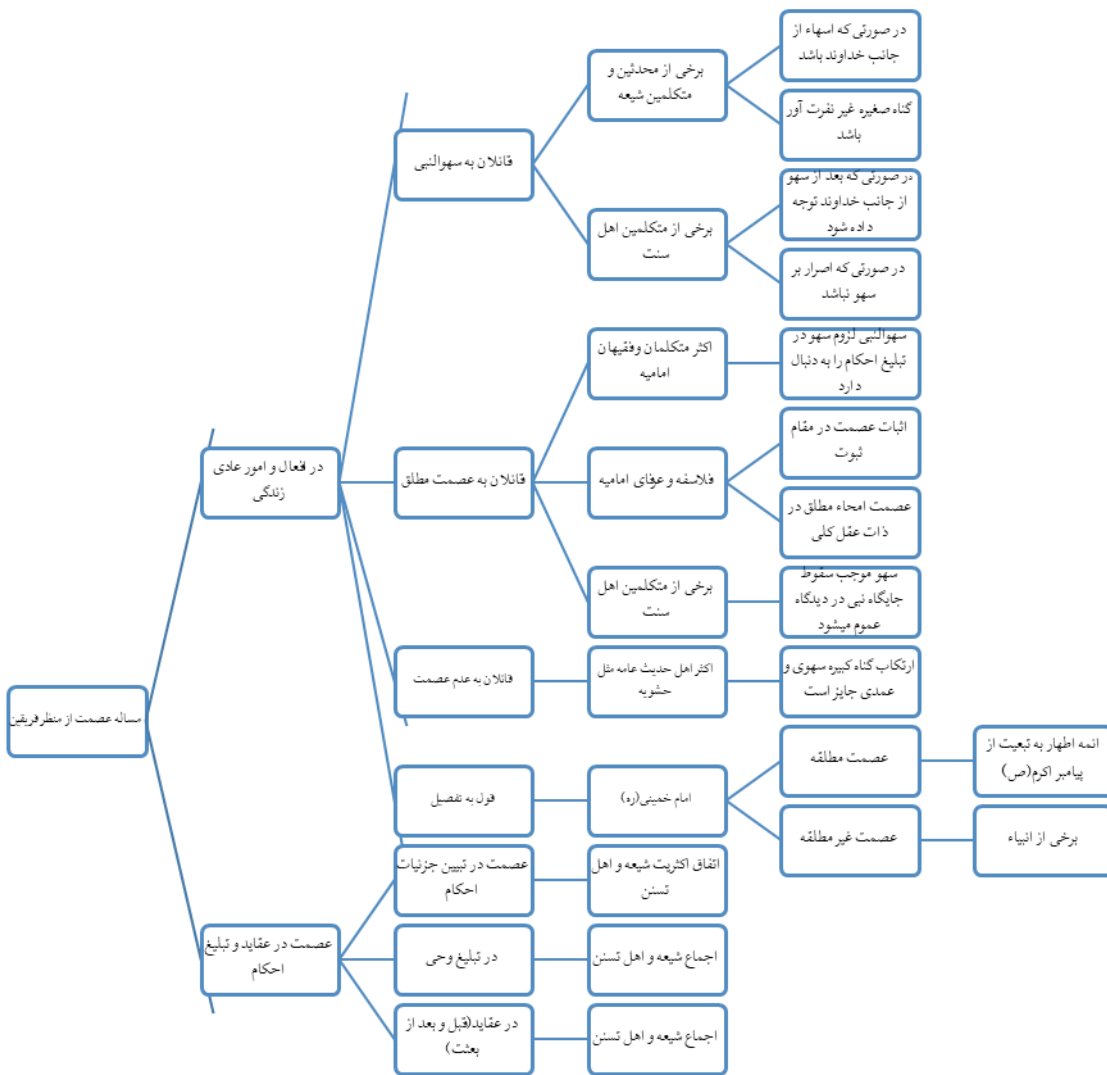 مساله عصمت از منظر فریقین
در افعال و امور عادی
زندگی
قائلان به سهوالنبی
برخی از محدثین و
متکلمین شیعه
در صورتی که اسهاء از
جانب خداوند باشد
گناه صغیره غیر نفرت آور
باشد
برخی از متکلمین اهل
سنت
در صورتی که بعد از سهو
از جانب خداوند توجه
داده شود
در صورتی که اصرار بر
سهو نباشد
قائلان به عصمت مطلق
اکثر متکلمان وفقیهان
امامیه
سهوالنبی لزوم سهو در
تبلیغ احکام را به دنبال
دارد
فلاسفه و عرفای امامیه
اثبات عصمت در مقام
ثبوت
عصمت امحاء مطلق در
ذات عقل کلی
برخی از متکلمین اهل
سنت
سهو موجب سقوط
جایگاه نبی در دیدگاه
عموم میشود
قائلان به عدم عصمت
اکثر اهل حدیث عامه مثل
حشویه
ارتکاب گناه کبیره سهوی و
عمدی جایز است
قول به تفصیل
امام خمینی(ره)
عصمت مطلقه
ائمه اطهار به تبعیت از
پیامبر اکرم(ص)
عصمت غیر مطلقه
برخی از انبیاء
عصمت در عقاید و تبلیغ
احکام
عصمت در تبیین جزئیات
احکام
اتفاق اکثریت شیعه و اهل
تسنن
در تبلیغ وحی
اجماع شیعه و اهل تسنن
در عقاید(قبل و بعد از
بعثت)
اجماع شیعه و اهل تسنن